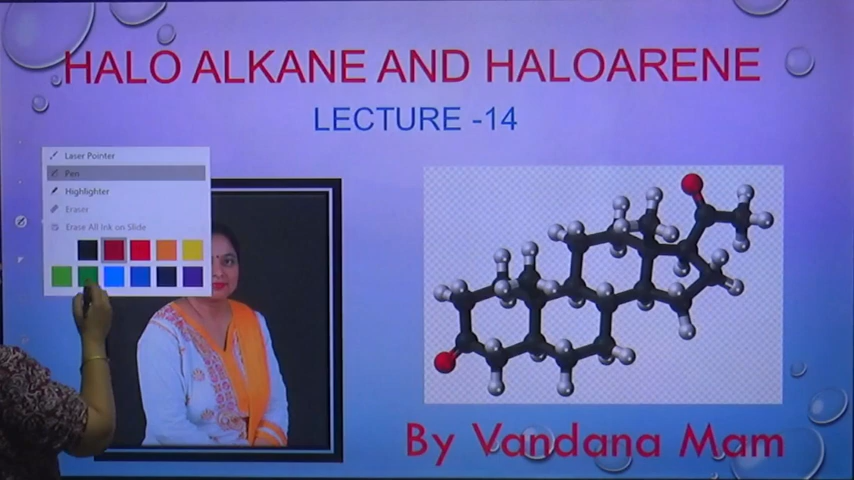 HALO ALKANE AND HALOARENE
LECTURE -14
Laser Pointer
Pen
Highlighter
Eraser
Erase All Ink on Slide
By Vandana Mam